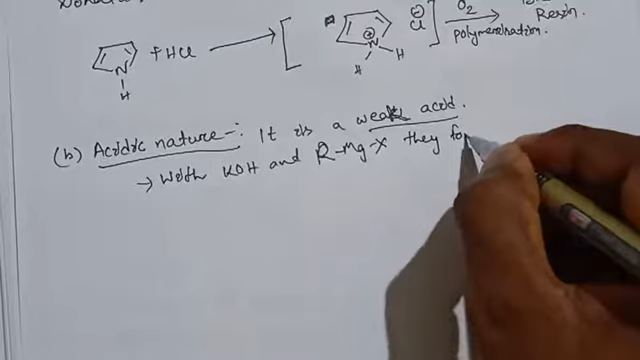 O2
+ HCl
N
H
N
H
H
Cl
polymerisation.
Resin.
(b) Acidic nature-: It is a weak acid.
→ With KOH and R-Mg-X they fo